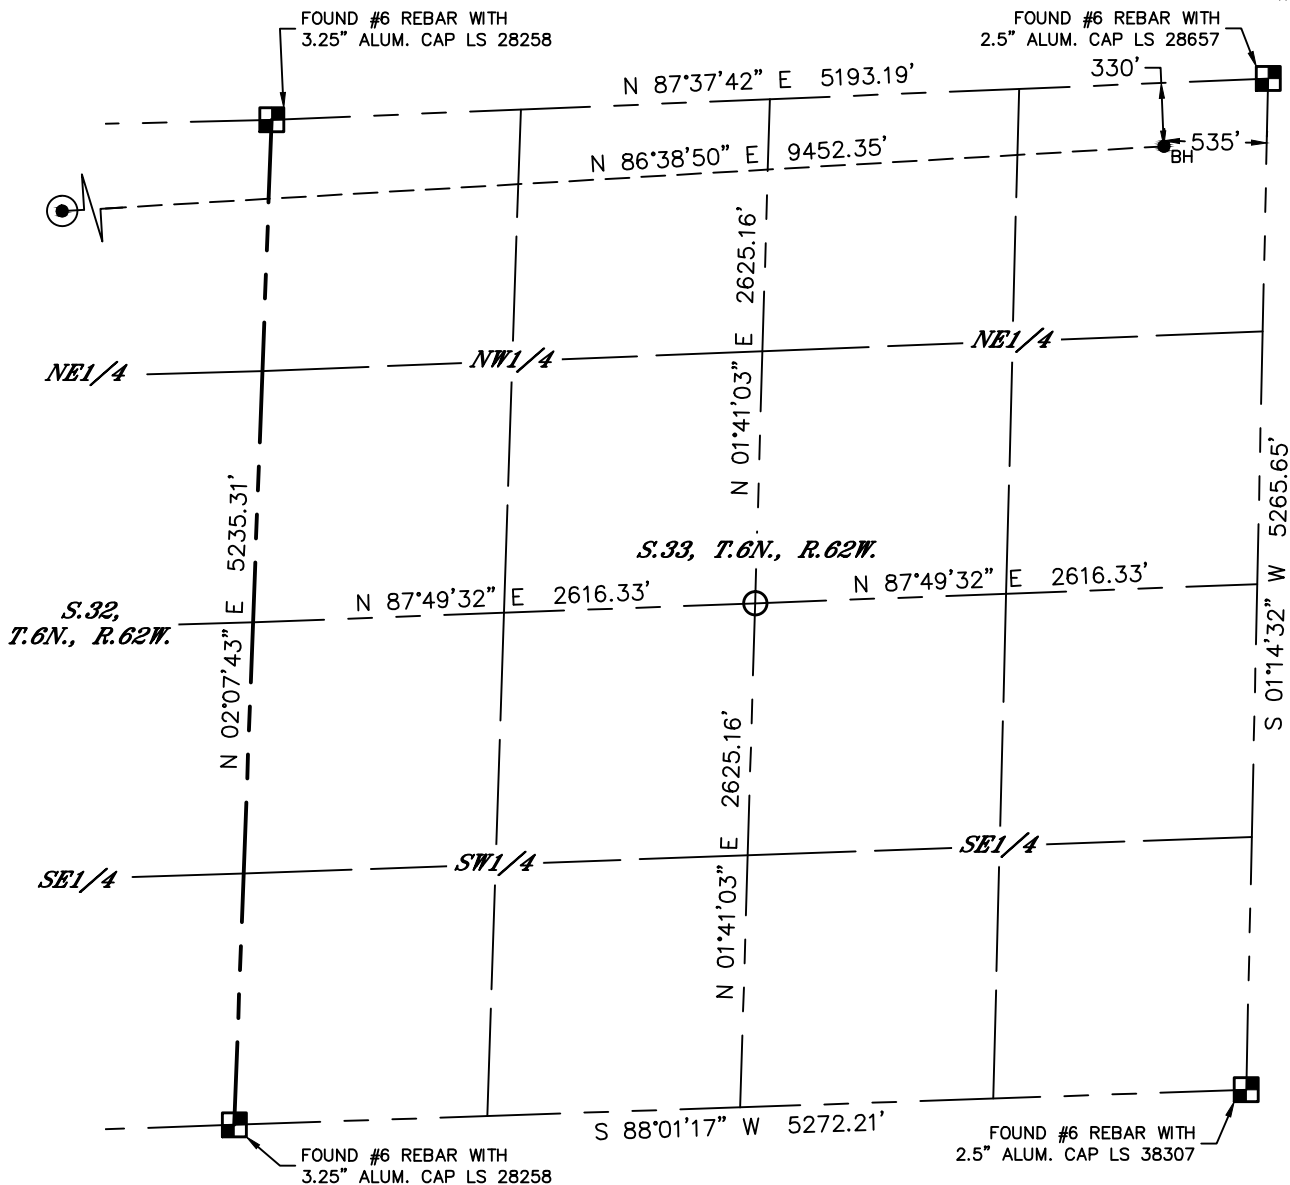 FOUND #6 REBAR WITH
3.25" ALUM. CAP LS 28258
FOUND #6 REBAR WITH
2.5" ALUM. CAP LS 28657
330'
N 87°37'42" E 5193.19'
N 86°38'50" E 9452.35'
535'
BH
N 01°41'03" E 2625.16'
NE1/4
NW1/4
NE1/4
N 02°07'43" E 5235.31'
S 01°14'32" W 5265.65'
S.33, T.6N., R.62W.
N 87°49'32" E 2616.33'
N 87°49'32" E 2616.33'
S.32,
T.6N., R.62W.
N 01°41'03" E 2625.16'
SE1/4
SW1/4
SE1/4
S 88°01'17" W 5272.21'
FOUND #6 REBAR WITH
3.25" ALUM. CAP LS 28258
FOUND #6 REBAR WITH
2.5" ALUM. CAP LS 38307